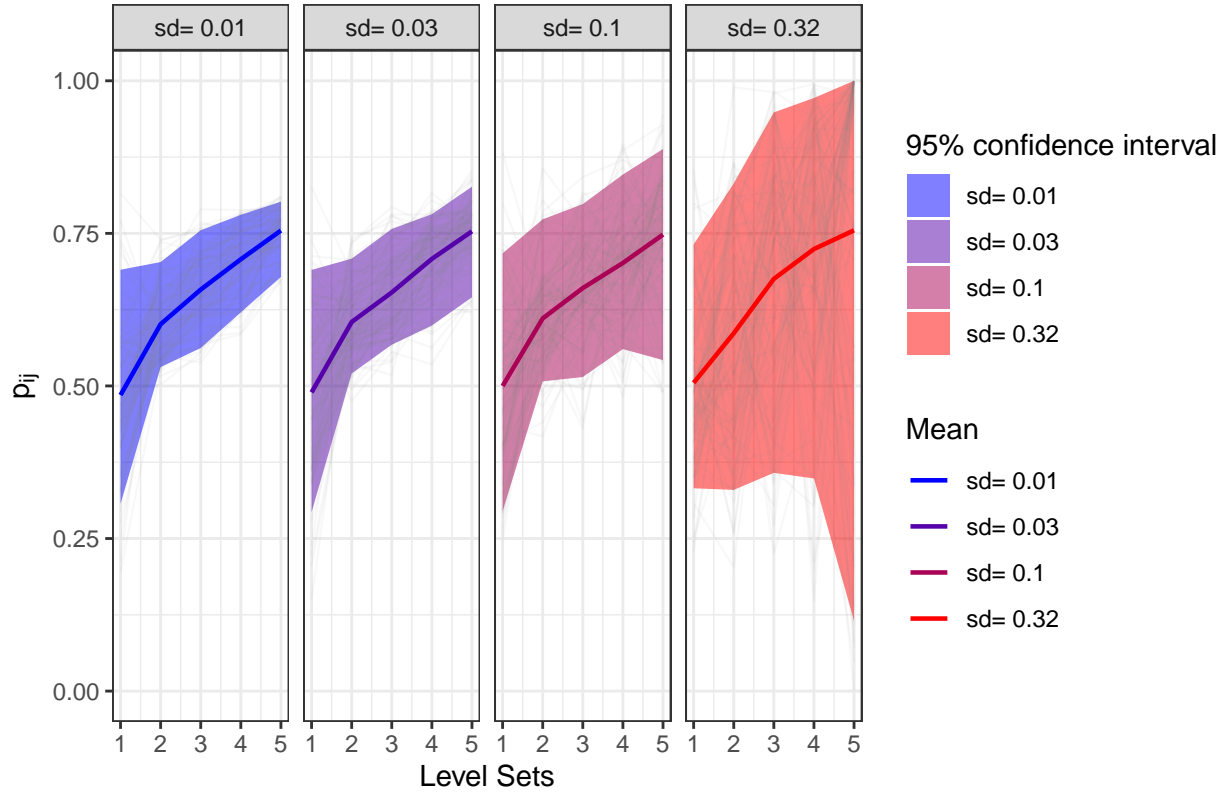 sd= 0.01
sd= 0.03
sd= 0.1
sd= 0.32
1.00
0.75
0.50
0.25
0.00
pij
1 2 3 4 5
1 2 3 4 5
1 2 3 4 5
1 2 3 4 5
Level Sets
95% confidence interval
sd= 0.01
sd= 0.03
sd= 0.1
sd= 0.32
Mean
sd= 0.01
sd= 0.03
sd= 0.1
sd= 0.32